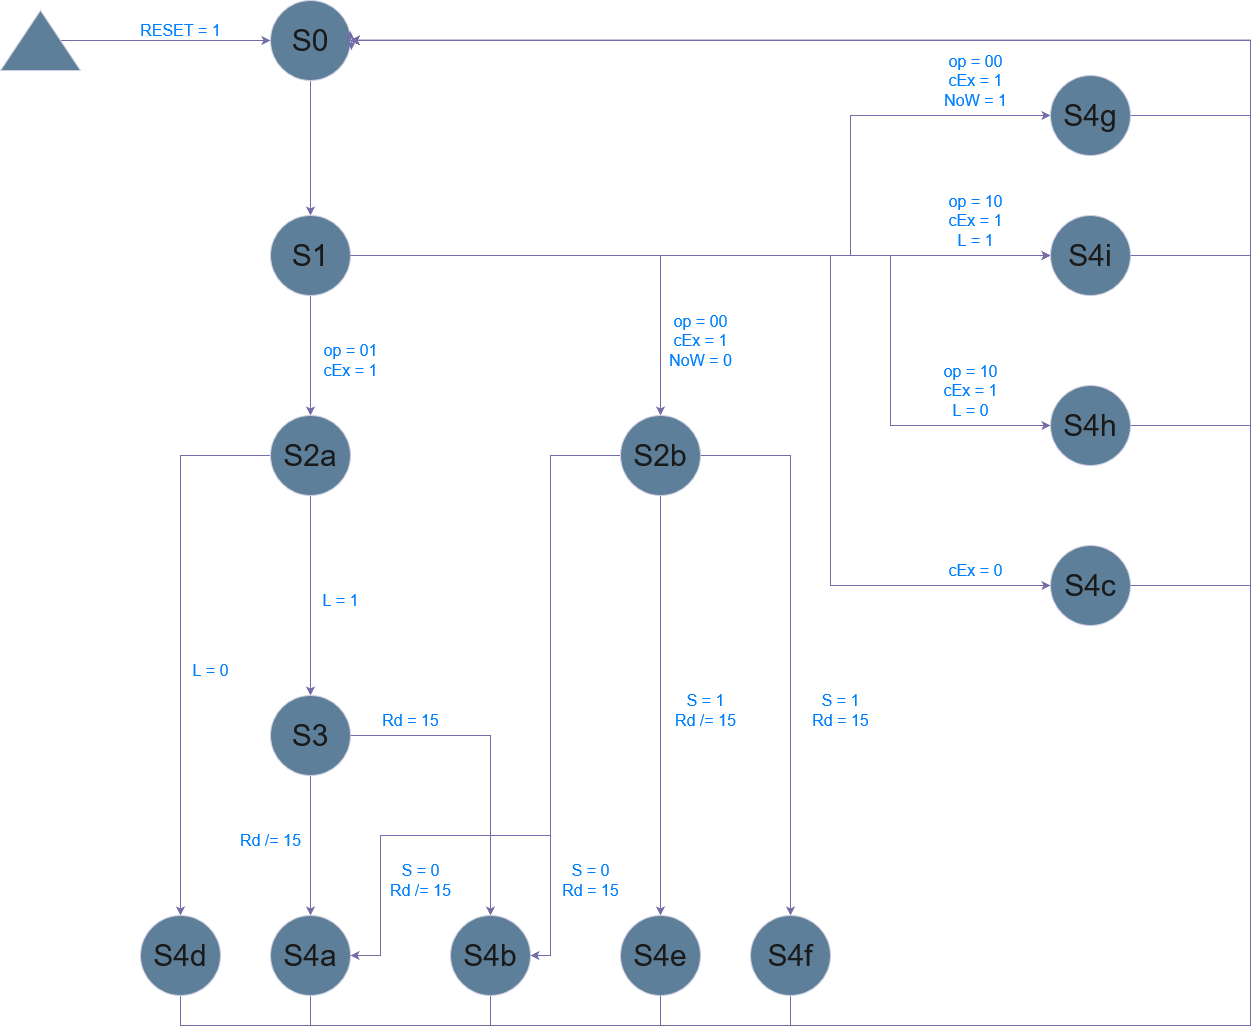 RESET = 1
S0
op = 00
cEx = 1
NoW = 1
S4g
op = 10
cEx = 1
L = 1
S1
S4i
op = 01
cEx = 1
op = 00
cEx = 1
NoW = 0
op = 10
cEx = 1
L = 0
S4h
S2a
S2b
cEx = 0
S4c
L = 1
L = 0
S = 1
Rd /= 15
S = 1
Rd = 15
S3
Rd = 15
Rd /= 15
S = 0
Rd /= 15
S = 0
Rd = 15
S4d
S4a
S4b
S4e
S4f